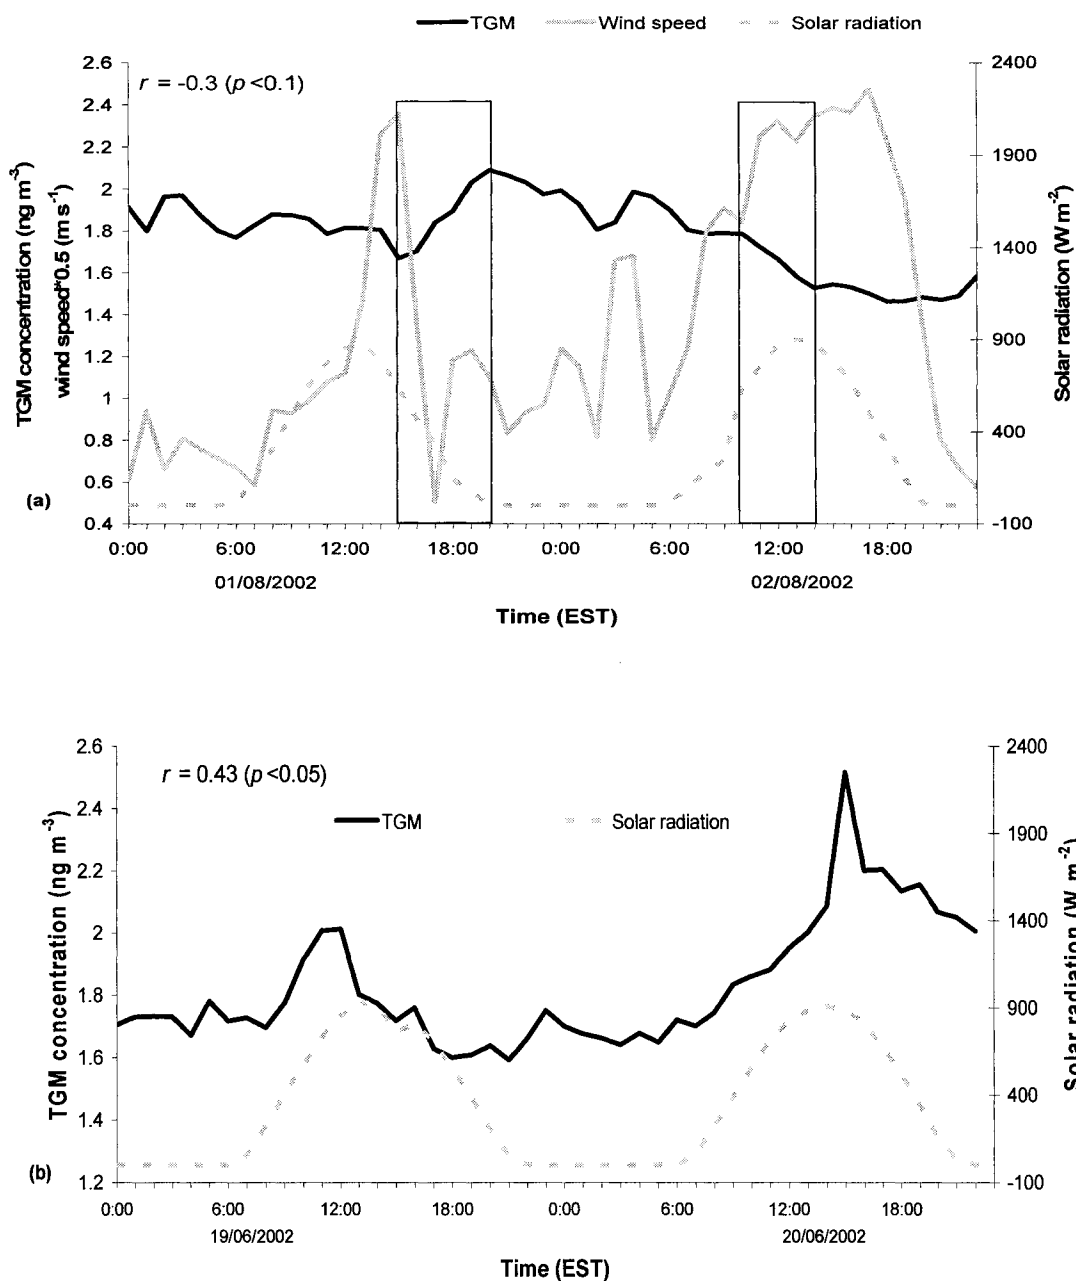 TGM Wind speed Solar radiation
r = -0.3 (p<0.1)
TGM concentration (ng m-3)
wind speed*0.5 (m s-1)
2.6
2.4
2.2
2
1.8
1.6
1.4
1.2
1
0.8
0.6
0.4
2400
1900
1400
900
400
-100
Solar radiation (W m-2)
(a)
0:00 6:00 12:00 18:00 0:00 6:00 12:00 18:00
01/08/2002 02/08/2002
Time (EST)
r = 0.43 (p<0.05)
TGM Solar radiation
TGM concentration (ng m-3)
2.6
2.4
2.2
2
1.8
1.6
1.4
1.2
2400
1900
1400
900
400
-100
Solar radiation (W m-2)
(b)
0:00 6:00 12:00 18:00 0:00 6:00 12:00 18:00
19/06/2002 20/06/2002
Time (EST)